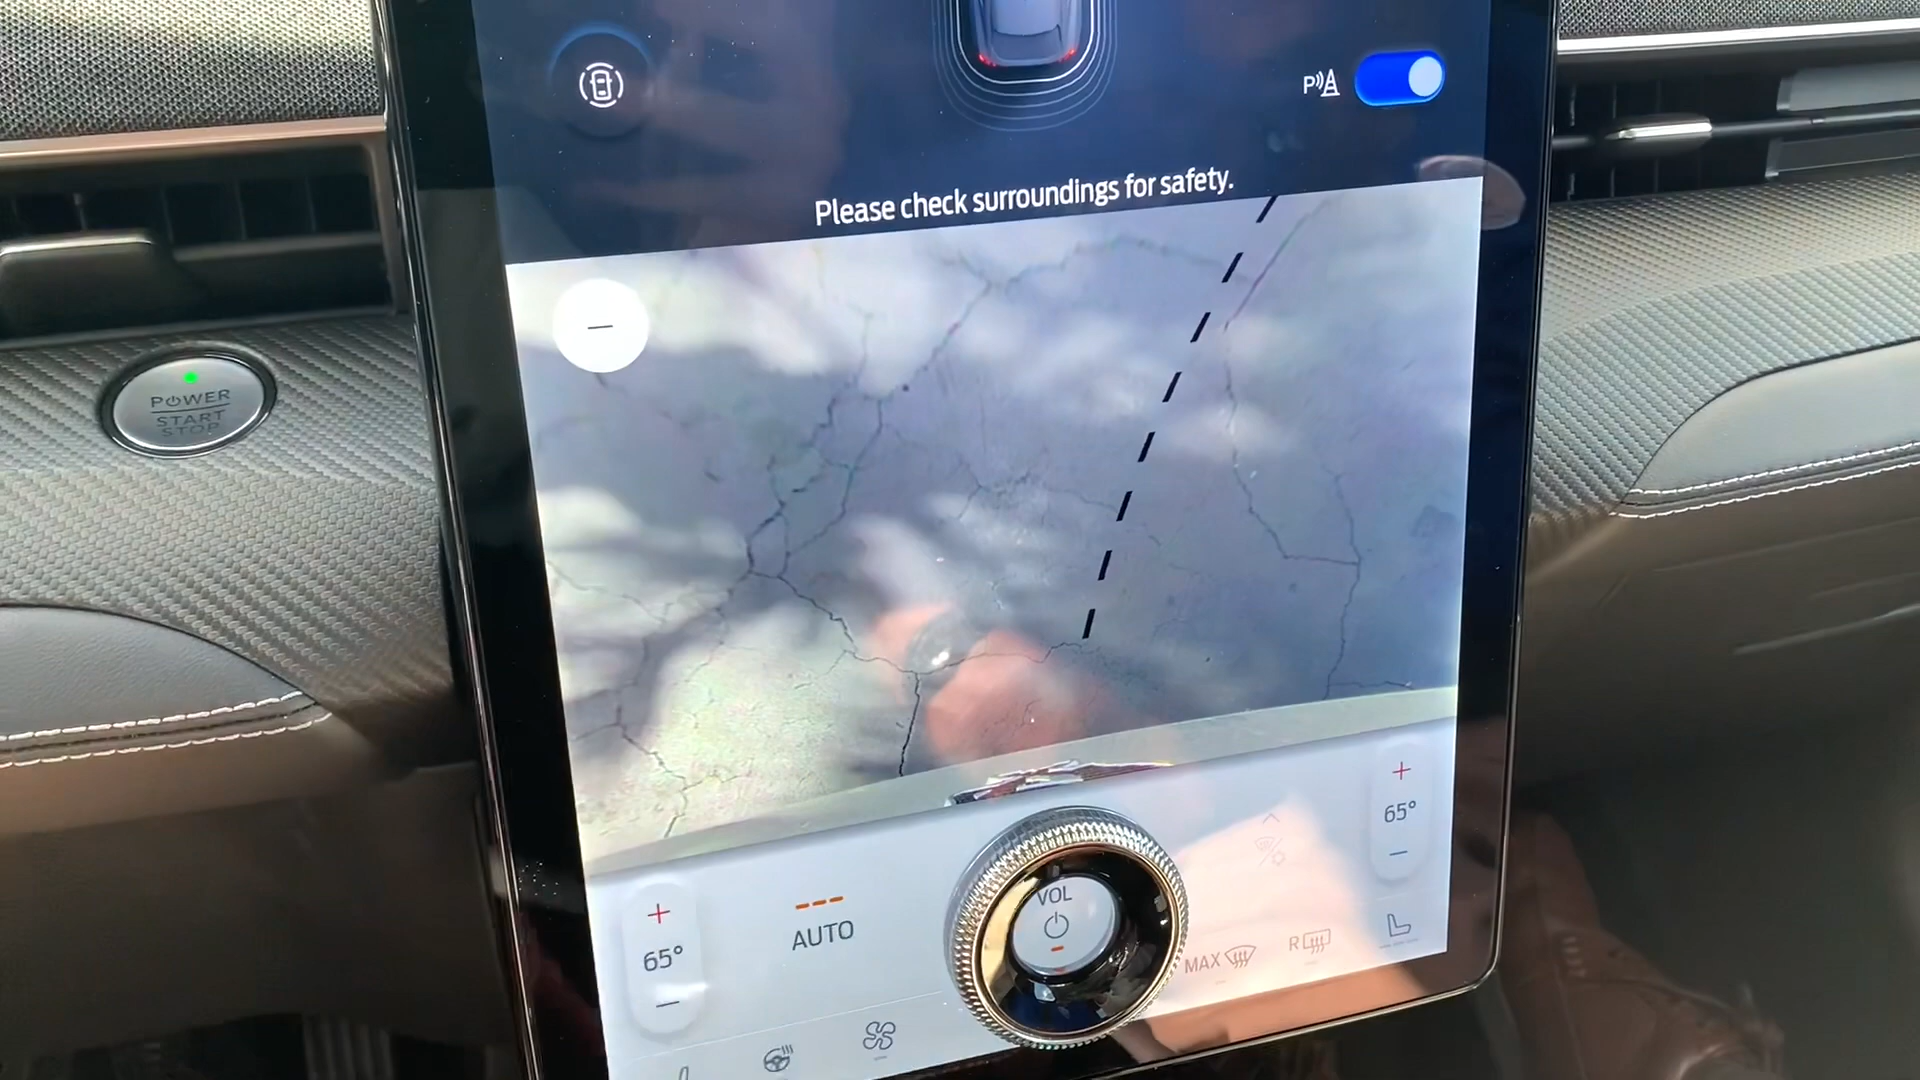 P
Please check surroundings for safety.
POWER
START
STOP
+
65°
−
VOL
+
65°
−
AUTO
MAX
R